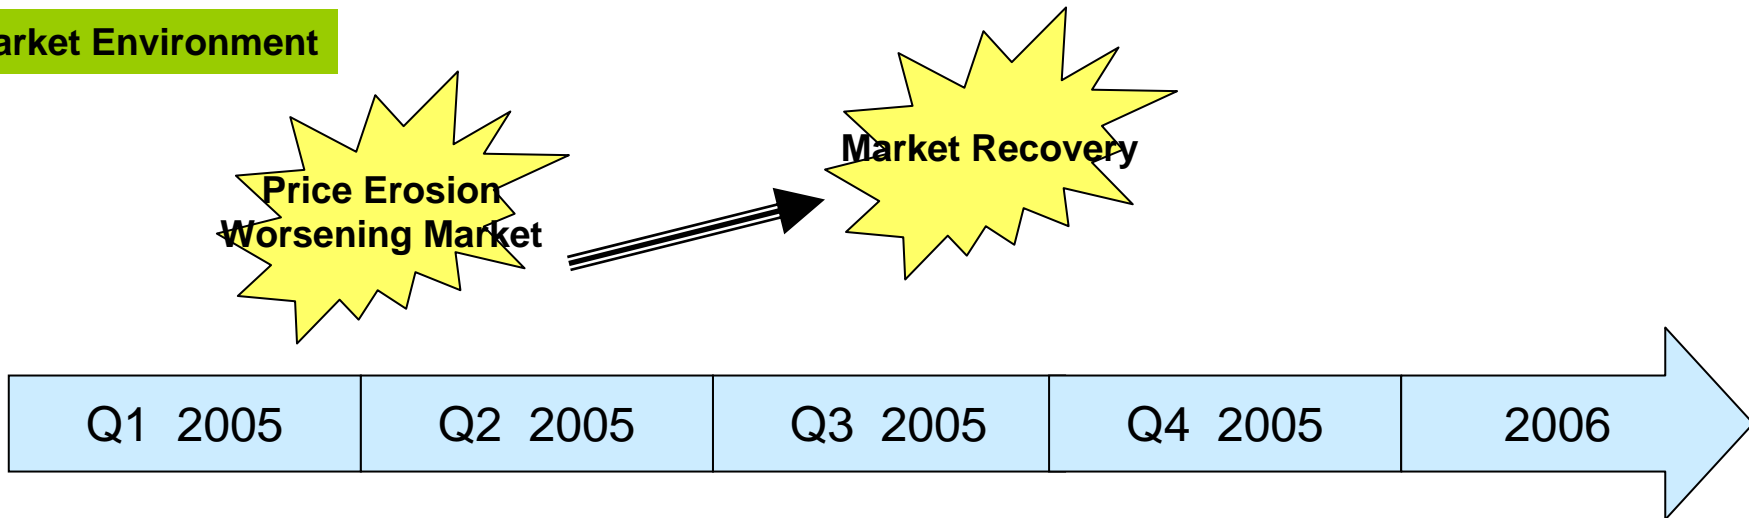 arket Environment
Market Recovery
Price Erosion
Worsening Market
Q1 2005
Q2 2005
Q3 2005
Q4 2005
2006